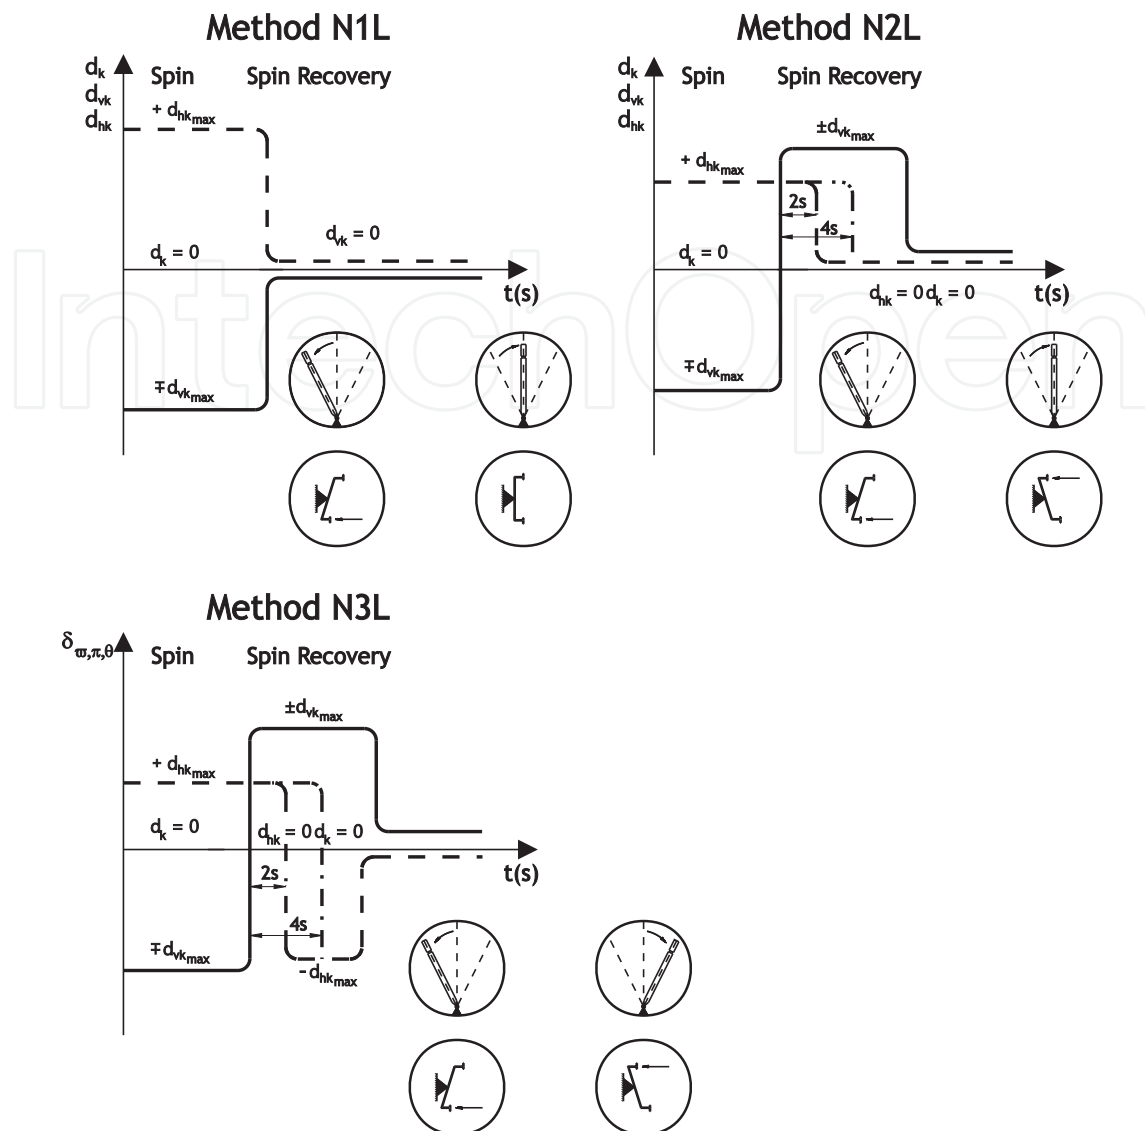 Method N1L
d_k
d_vk
d_hk
Spin
Spin Recovery
+ d_hk_max
d_vk = 0
d_k = 0
t(s)
∓d_vk_max
Method N2L
d_k
d_vk
d_hk
Spin
Spin Recovery
±d_vk_max
+ d_hk_max
2s
4s
d_k = 0
d_hk = 0 d_k = 0
t(s)
∓d_vk_max
IntechOpen
Method N3L
δ_ϖ,π,θ
Spin
Spin Recovery
±d_vk_max
+ d_hk_max
d_k = 0
d_hk = 0 d_k = 0
2s
t(s)
4s
∓d_vk_max
- d_hk_max